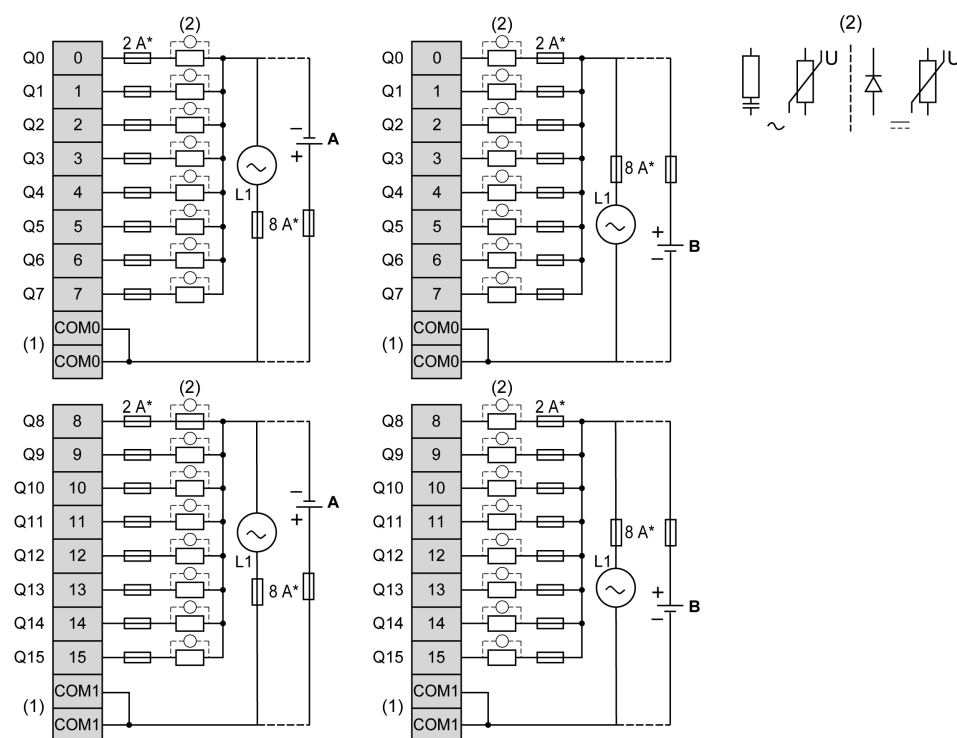 (2)
Q0 0 2 A*
Q1 1
Q2 2
Q3 3
Q4 4
Q5 5
Q6 6
Q7 7
COM0
(1) COM0
L1
8 A*
– A
+
(2)
Q0 0 2 A*
Q1 1
Q2 2
Q3 3
Q4 4
Q5 5
Q6 6
Q7 7
COM0
(1) COM0
8 A*
L1
+
– B
(2)
U U
(2)
Q8 8 2 A*
Q9 9
Q10 10
Q11 11
Q12 12
Q13 13
Q14 14
Q15 15
COM1
(1) COM1
L1
8 A*
– A
+
(2)
Q8 8 2 A*
Q9 9
Q10 10
Q11 11
Q12 12
Q13 13
Q14 14
Q15 15
COM1
(1) COM1
8 A*
L1
+
– B